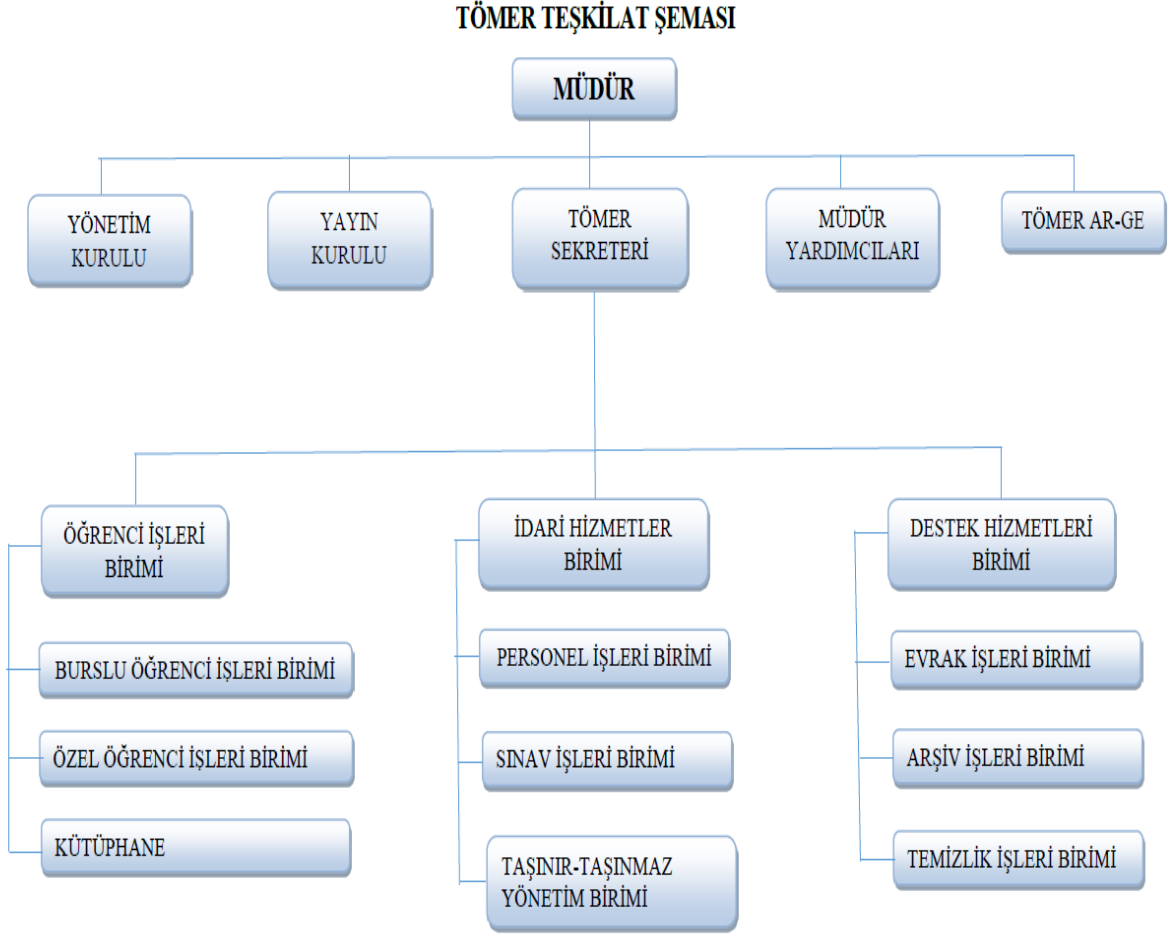 TÖMER TEŞKİLAT ŞEMASI
MÜDÜR
YÖNETİM
KURULU
YAYIN
KURULU
TÖMER
SEKRETERİ
MÜDÜR
YARDIMCILARI
TÖMER AR-GE
ÖĞRENCİ İŞLERİ
BİRİMİ
BURSLU ÖĞRENCİ İŞLERİ BİRİMİ
ÖZEL ÖĞRENCİ İŞLERİ BİRİMİ
KÜTÜPHANE
İDARİ HİZMETLER
BİRİMİ
PERSONEL İŞLERİ BİRİMİ
SINAV İŞLERİ BİRİMİ
TAŞINIR-TAŞINMAZ
YÖNETİM BİRİMİ
DESTEK HİZMETLERİ
BİRİMİ
EVRAK İŞLERİ BİRİMİ
ARŞİV İŞLERİ BİRİMİ
TEMİZLİK İŞLERİ BİRİMİ